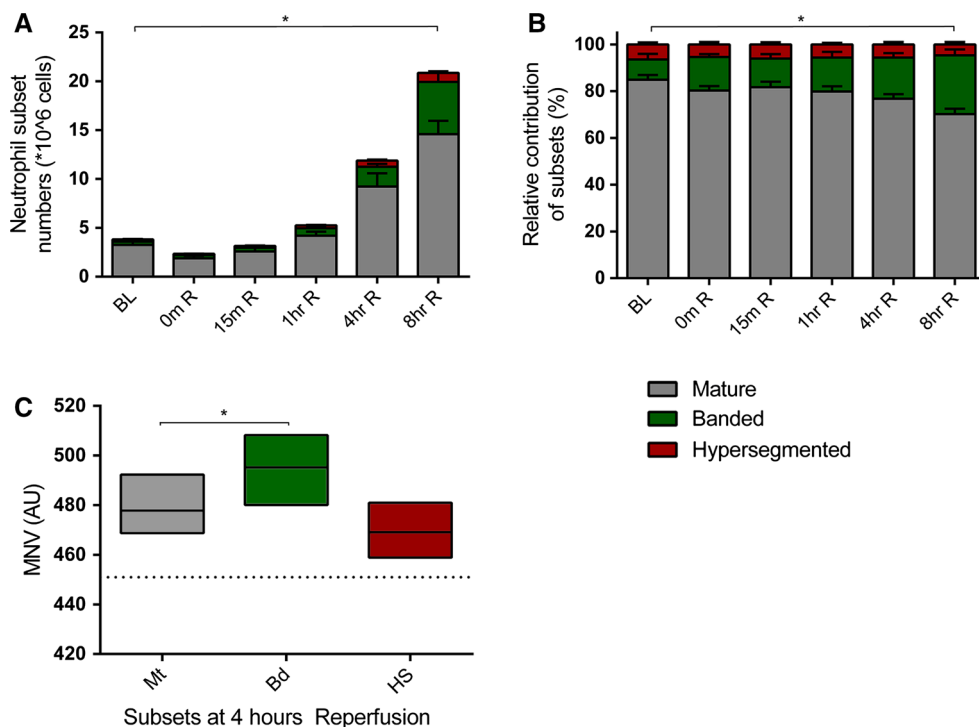 A
Neutrophil subset
numbers (*10^6 cells)
25
20
15
10
5
0
*
BL
0m R
15m R
1hr R
4hr R
8hr R
B
Relative contribution
of subsets (%)
100
80
60
40
20
0
*
BL
0m R
15m R
1hr R
4hr R
8hr R
Mature
Banded
Hypersegmented
C
MNV (AU)
520
500
480
460
440
420
*
Mt
Bd
HS
Subsets at 4 hours Reperfusion